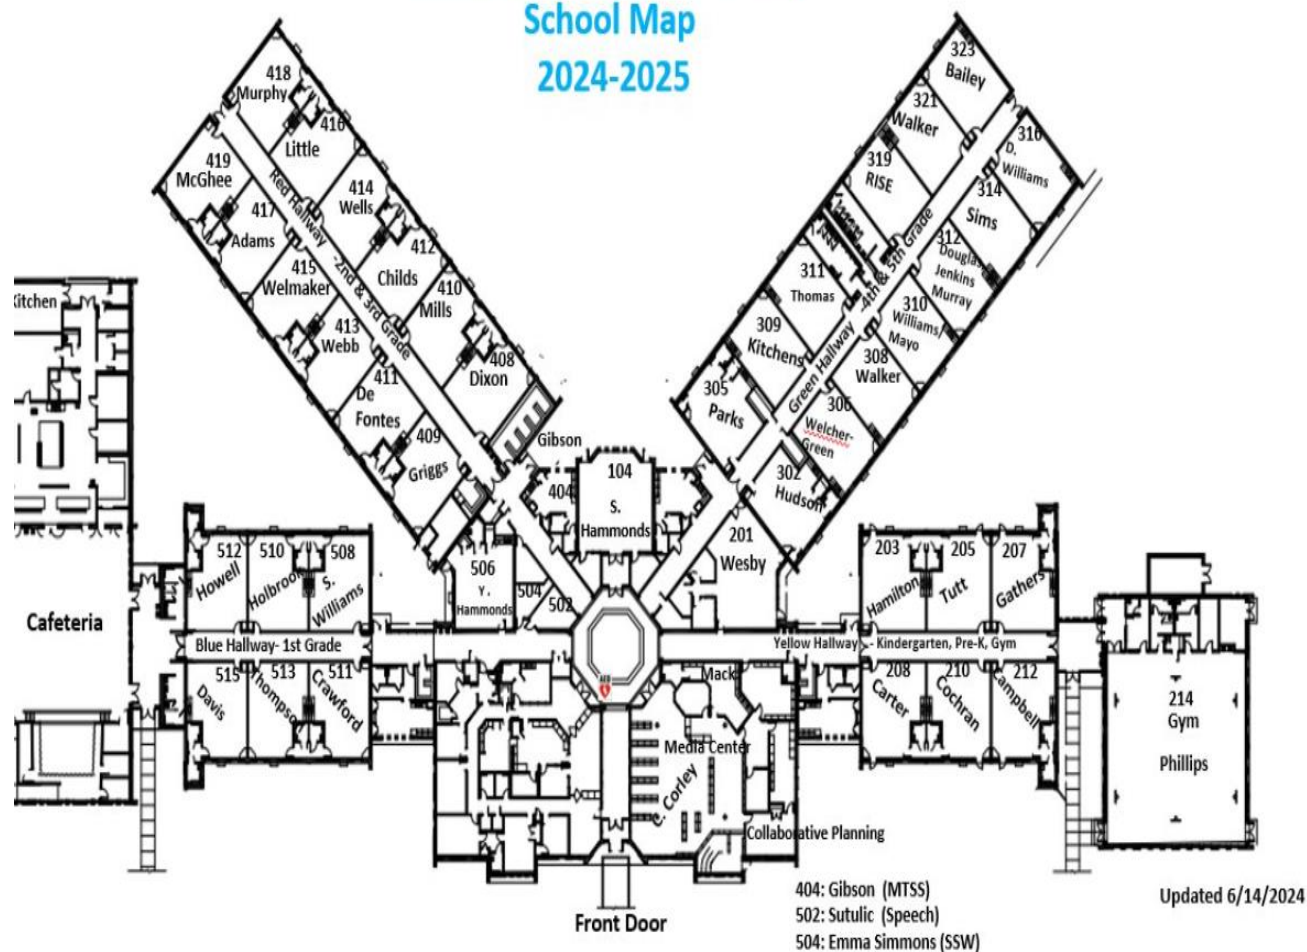 School Map
2024-2025
418
Murphy
416
Little
419
McGhee
417
Adams
414
Wells
412
Childs
415
Welmaker
410
Mills
413
Webb
408
Dixon
411
De
Fontes
409
Griggs
Red Hallway -2nd & 3rd Grade
323
Bailey
321
Walker
319
RISE
316
D.
Williams
314
Sims
312
Douglas
Jenkins
Murray
311
Thomas
310
Williams/
Mayo
309
Kitchens
308
Walker
305
Parks
306
Welcher-
Green
302
Hudson
Green Hallway -4th & 5th Grade
Kitchen
Gibson
404
104
S.
Hammonds
201
Wesby
506
Y.
Hammonds
504
502
512
Howell
510
Holbrook
508
S.
Williams
203
Hamilton
205
Tutt
207
Gathers
Cafeteria
Blue Hallway- 1st Grade
Yellow Hallway - Kindergarten, Pre-K, Gym
515
Davis
513
Thompso
511
Crawford
AED
Mack
Media Center
C. Corley
208
Carter
210
Cochran
212
Campbell
214
Gym
Phillips
Collaborative Planning
Front Door
404: Gibson (MTSS)
502: Sutulic (Speech)
504: Emma Simmons (SSW)
Updated 6/14/2024